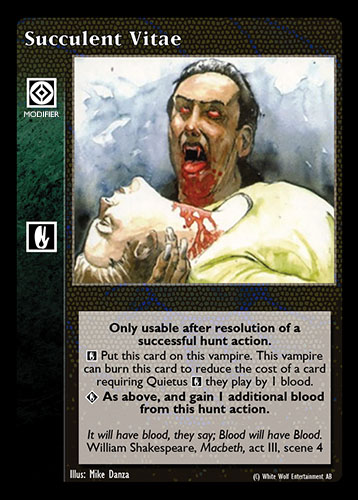 Succulent Vitae
MODIFIER
Only usable after resolution of a
successful hunt action.
Put this card on this vampire. This vampire
can burn this card to reduce the cost of a card
requiring Quietus they play by 1 blood.
As above, and gain 1 additional blood
from this hunt action.
It will have blood, they say; Blood will have Blood.
William Shakespeare, Macbeth, act III, scene 4
Illus: Mike Danza
(C) White Wolf Entertainment AB